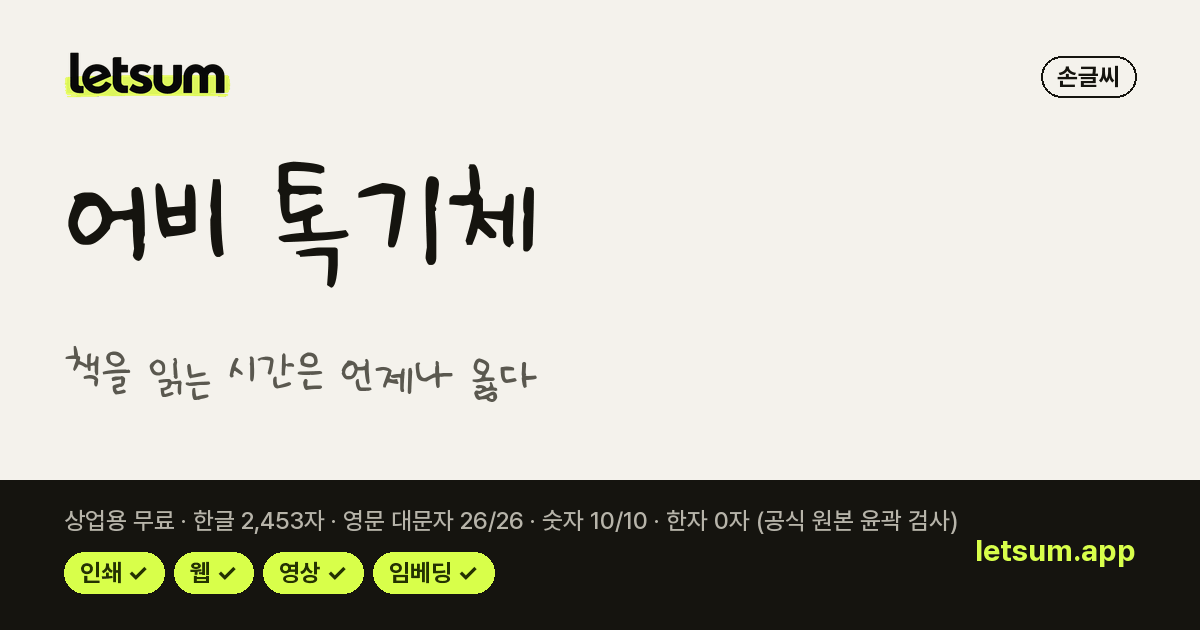 letsum
손글씨
어비 톡기체
책을 읽는 시간은 언제나 옳다
상업용 무료 · 한글 2,453자 · 영문 대문자 26/26 · 숫자 10/10 · 한자 0자 (공식 원본 윤곽 검사)
인쇄 ✓ 웹 ✓ 영상 ✓ 임베딩 ✓
letsum.app